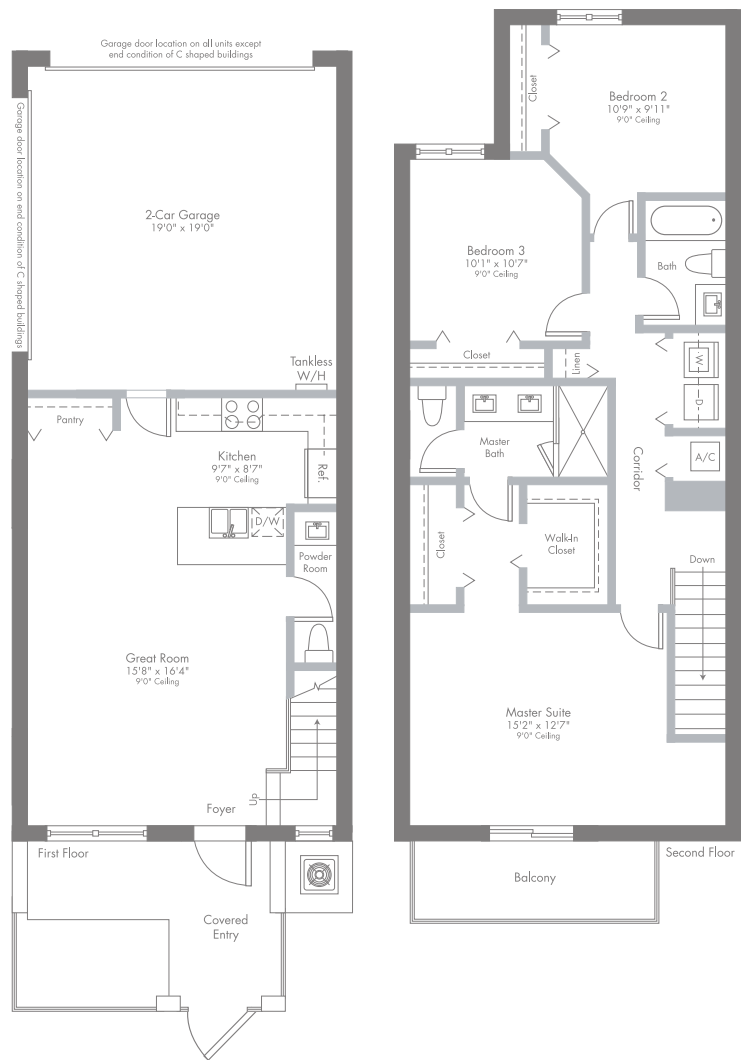 Garage door location on all units except
end condition of C shaped buildings
Garage door location on end condition of C shaped buildings
2-Car Garage
19'0" x 19'0"
Tankless
W/H
Pantry
Kitchen
9'7" x 8'7"
9'0" Ceiling
Ref.
D/W
Powder
Room
Great Room
15'8" x 16'4"
9'0" Ceiling
Up
Foyer
First Floor
Covered
Entry
Closet
Bedroom 2
10'9" x 9'11"
9'0" Ceiling
Bedroom 3
10'1" x 10'7"
9'0" Ceiling
Bath
Closet
Linen
W
D
Master
Bath
A/C
Corridor
Closet
Walk-In
Closet
Down
Master Suite
15'2" x 12'7"
9'0" Ceiling
Second Floor
Balcony